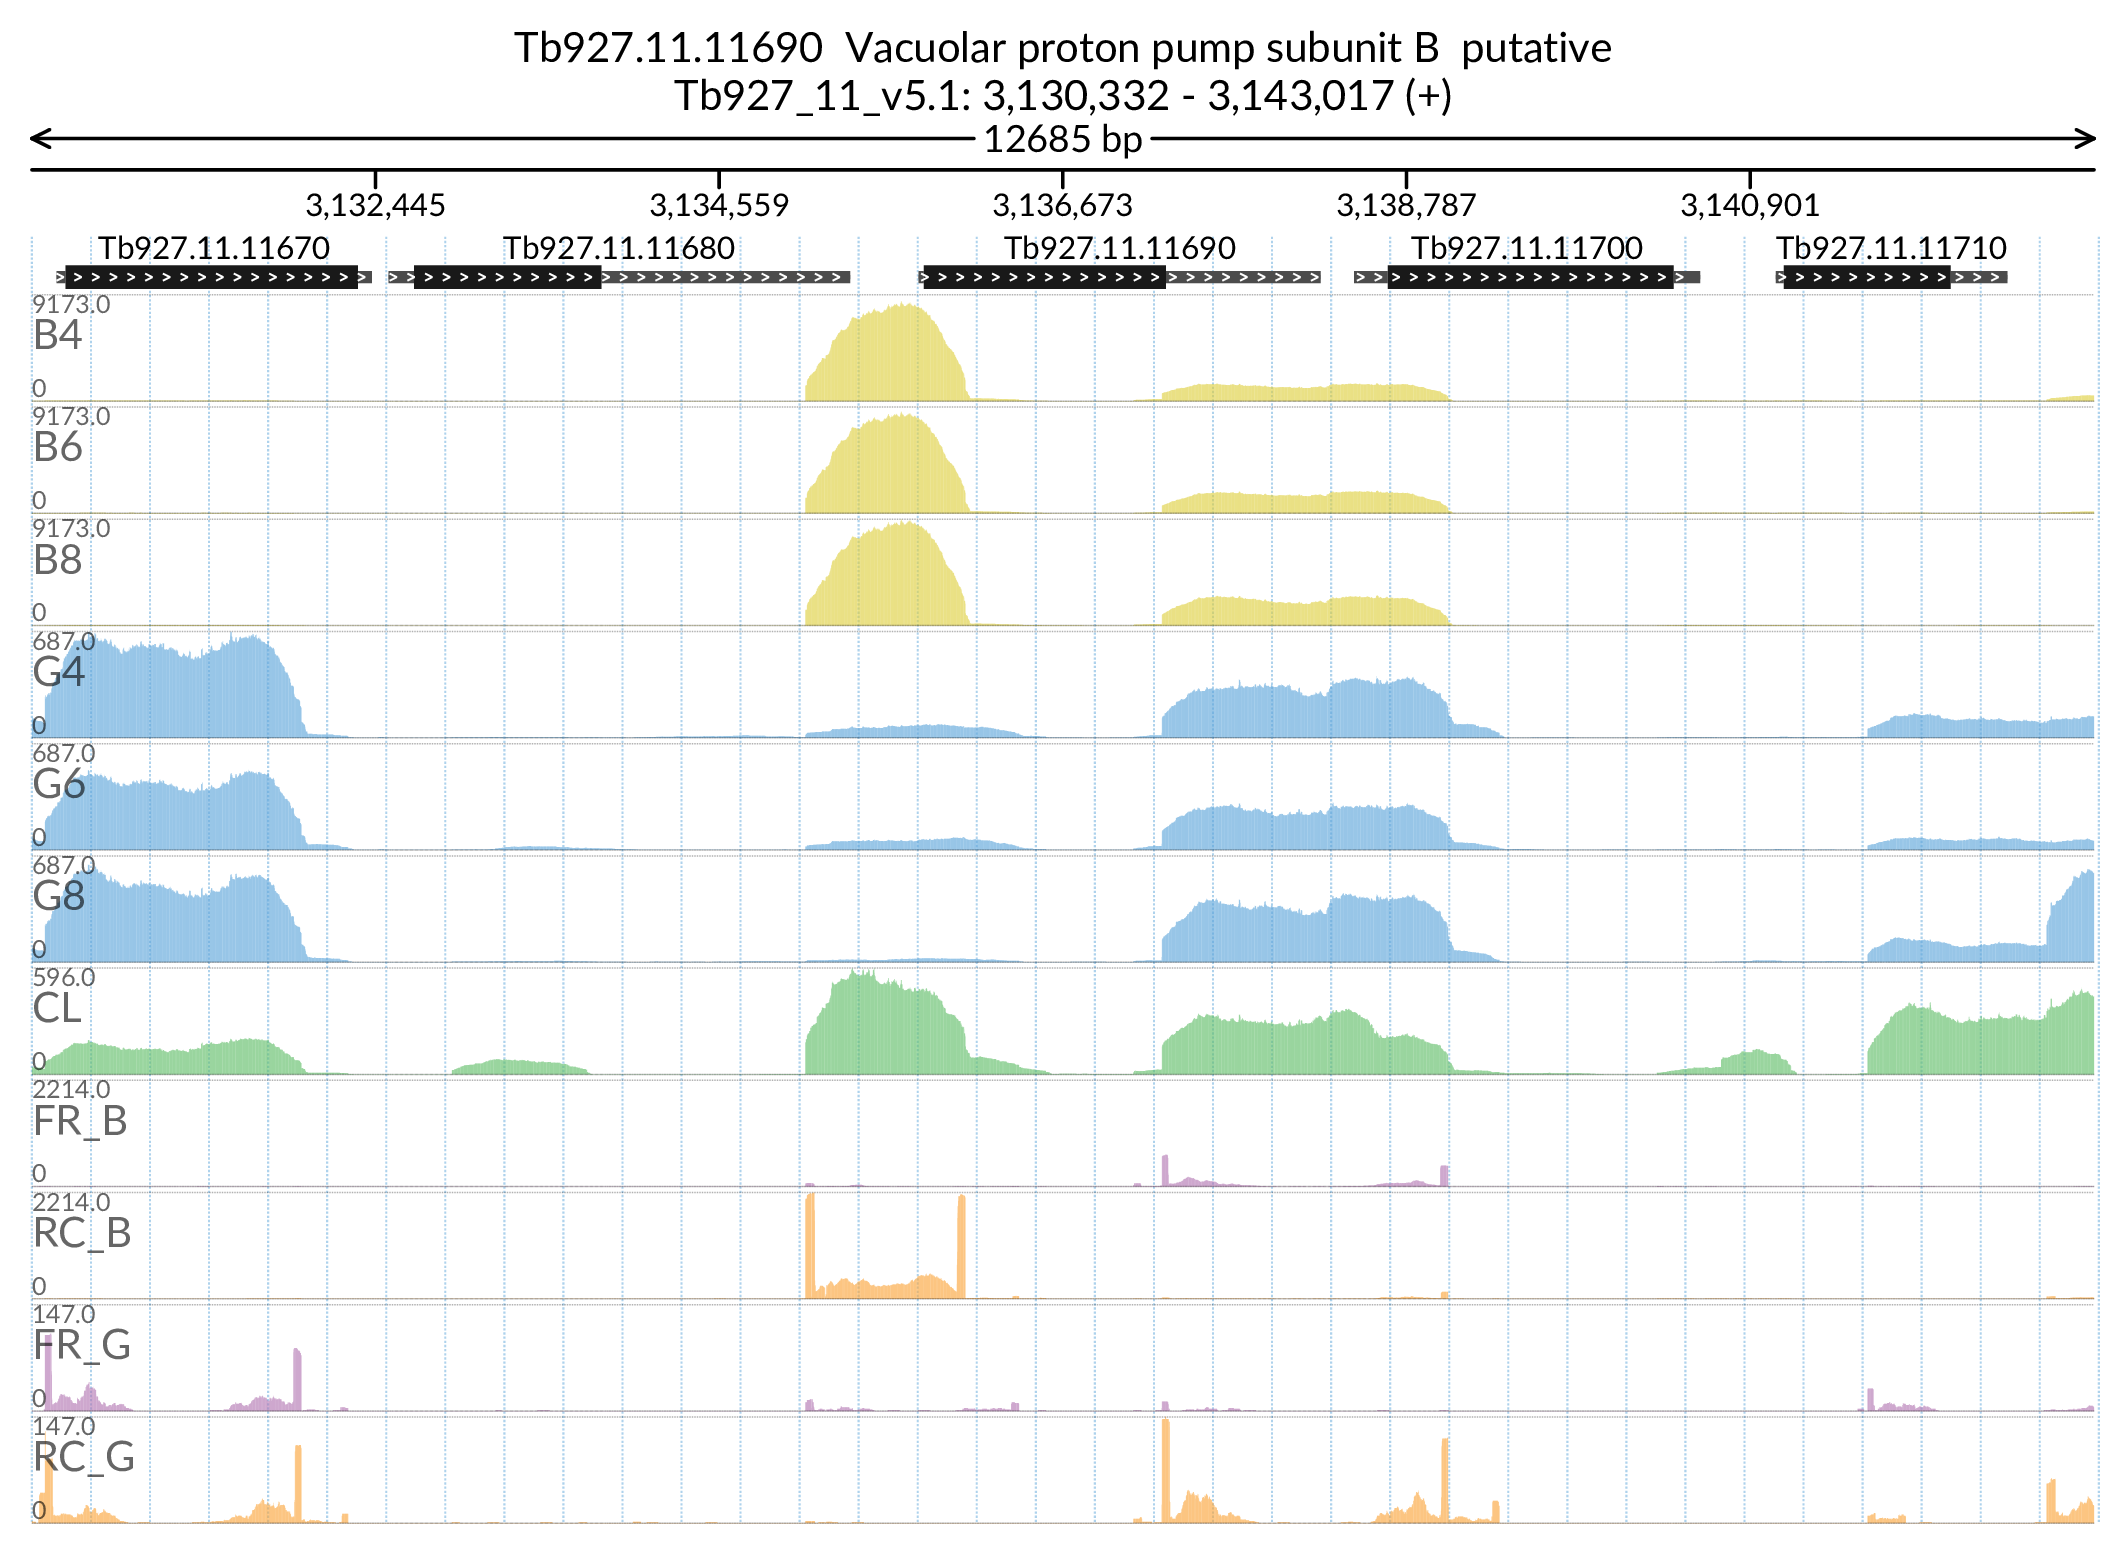 Tb927.11.11690  Vacuolar proton pump subunit B  putative
Tb927_11_v5.1: 3,130,332 - 3,143,017 (+)
12685 bp
3,132,445 3,134,559 3,136,673 3,138,787 3,140,901
Tb927.11.11670 Tb927.11.11680 Tb927.11.11690 Tb927.11.11700 Tb927.11.11710
9173.0
B4
0
9173.0
B6
0
9173.0
B8
0
687.0
G4
0
687.0
G6
0
687.0
G8
0
596.0
CL
0
2214.0
FR_B
0
2214.0
RC_B
0
147.0
FR_G
0
147.0
RC_G
0